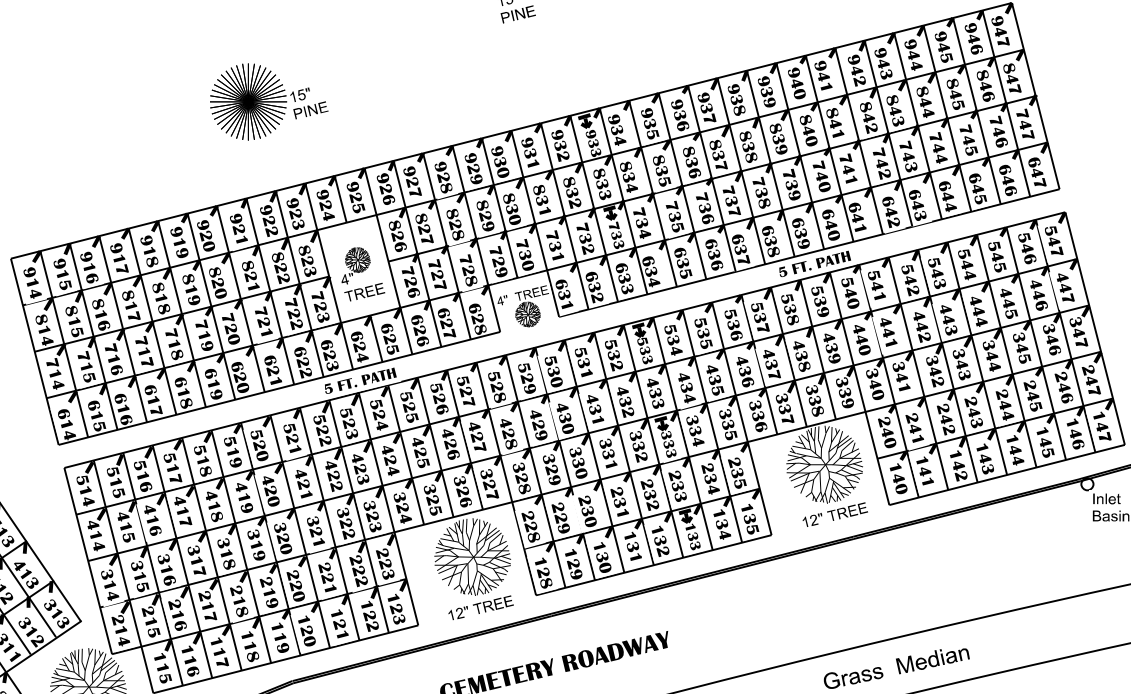 PINE
15"
PINE
914 915 916 917 918 919 920 921 922 923 924 925 926 927 928 929 930 931 932 933 934 935 936 937 938 939 940 941 942 943 944 945 946 947
814 815 816 817 818 819 820 821 822 823 826 827 828 829 830 831 832 833 834 835 836 837 838 839 840 841 842 843 844 845 846 847
4"
TREE
714 715 716 717 718 719 720 721 722 723 726 727 728 729 730 731 732 733 734 735 736 737 738 739 740 741 742 743 744 745 746 747
4" TREE
614 615 616 617 618 619 620 621 622 623 624 625 626 627 628 631 632 633 634 635 636 637 638 639 640 641 642 643 644 645 646 647
5 FT. PATH
5 FT. PATH
514 515 516 517 518 519 520 521 522 523 524 525 526 527 528 529 530 531 532 533 534 535 536 537 538 539 540 541 542 543 544 545 546 547
414 415 416 417 418 419 420 421 422 423 424 425 426 427 428 429 430 431 432 433 434 435 436 437 438 439 440 441 442 443 444 445 446 447
314 315 316 317 318 319 320 321 322 323 324 325 326 327 328 329 330 331 332 333 334 335 336 337 338 339 340 341 342 343 344 345 346 347
214 215 216 217 218 219 220 221 222 223 228 229 230 231 232 233 234 235 240 241 242 243 244 245 246 247
115 116 117 118 119 120 121 122 123 128 129 130 131 132 133 134 135 140 141 142 143 144 145 146 147
12" TREE
12" TREE
Inlet
Basin
413
313
312
311
CEMETERY ROADWAY
Grass Median